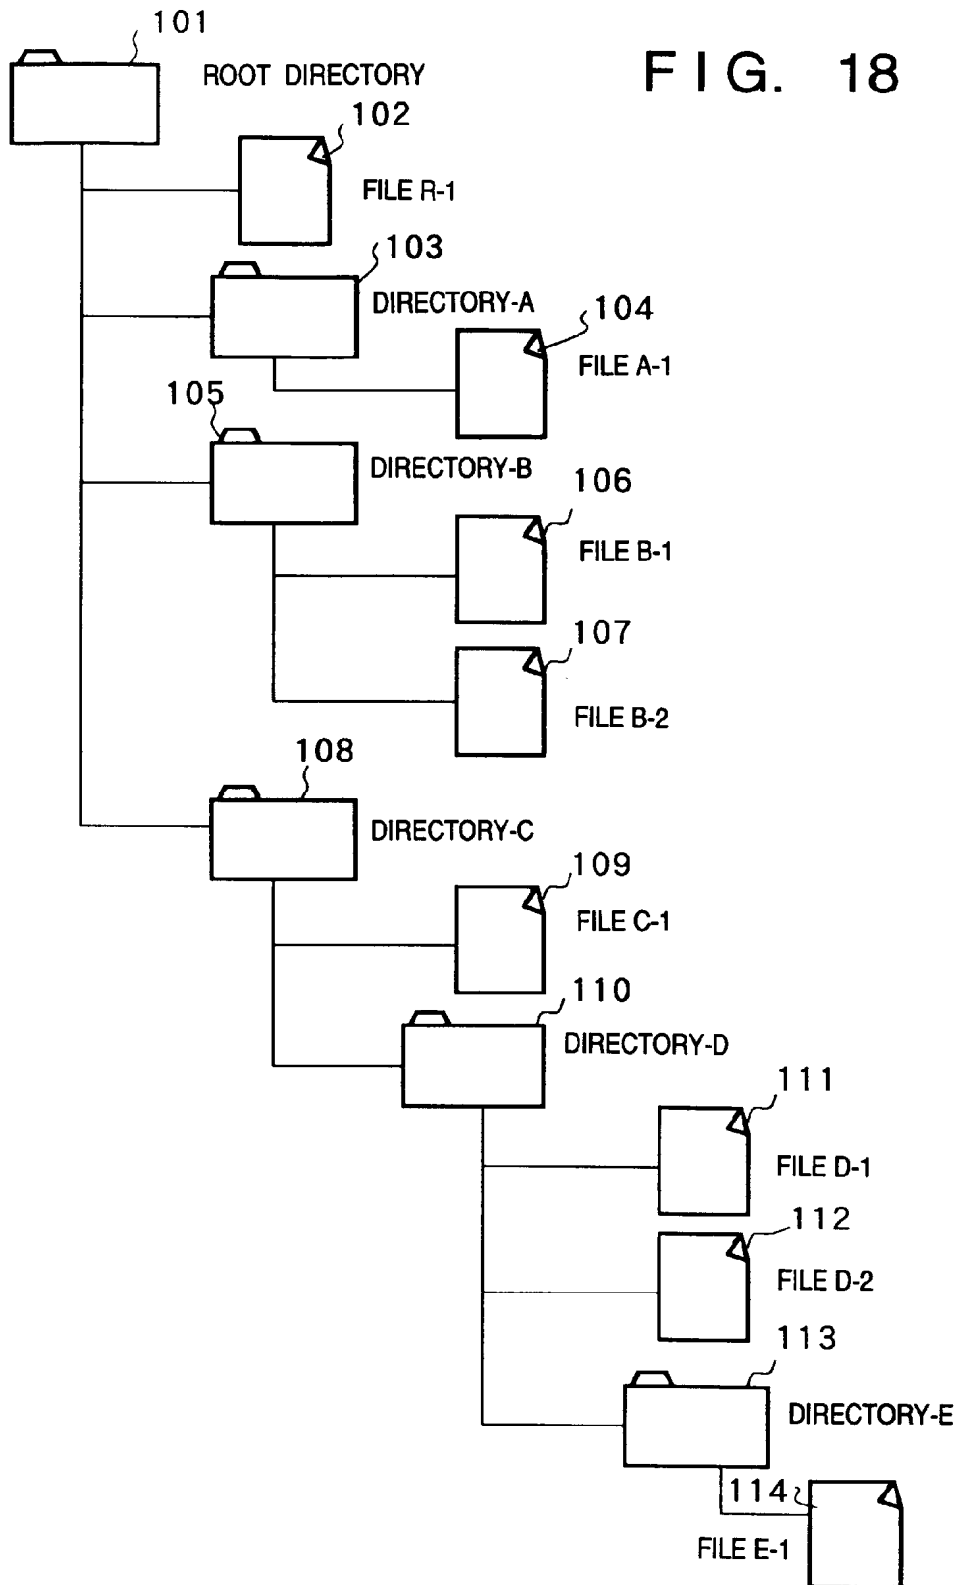 101
ROOT DIRECTORY
FIG. 18
102
FILE R-1
103
DIRECTORY-A
104
FILE A-1
105
DIRECTORY-B
106
FILE B-1
107
FILE B-2
108
DIRECTORY-C
109
FILE C-1
110
DIRECTORY-D
111
FILE D-1
112
FILE D-2
113
DIRECTORY-E
114
FILE E-1